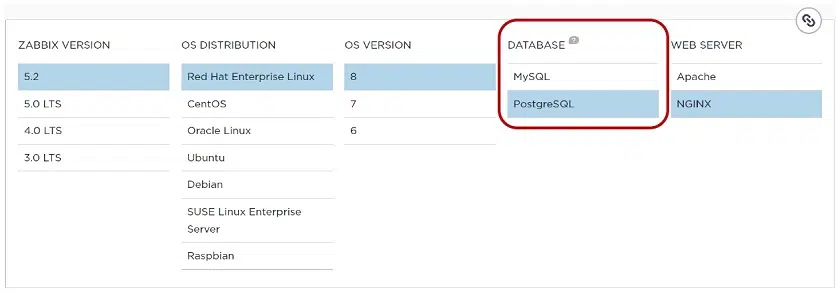 ZABBIX VERSION
5.2
5.0 LTS
4.0 LTS
3.0 LTS
OS DISTRIBUTION
Red Hat Enterprise Linux
CentOS
Oracle Linux
Ubuntu
Debian
SUSE Linux Enterprise
Server
Raspbian
OS VERSION
8
7
6
DATABASE ?
MySQL
PostgreSQL
WEB SERVER
Apache
NGINX